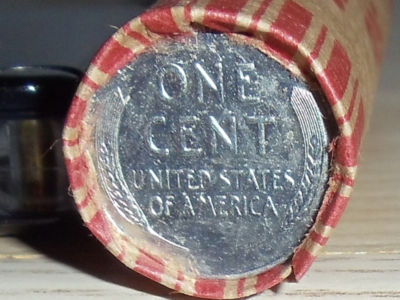 ONE
CENT
UNITED STATES
OF AMERICA